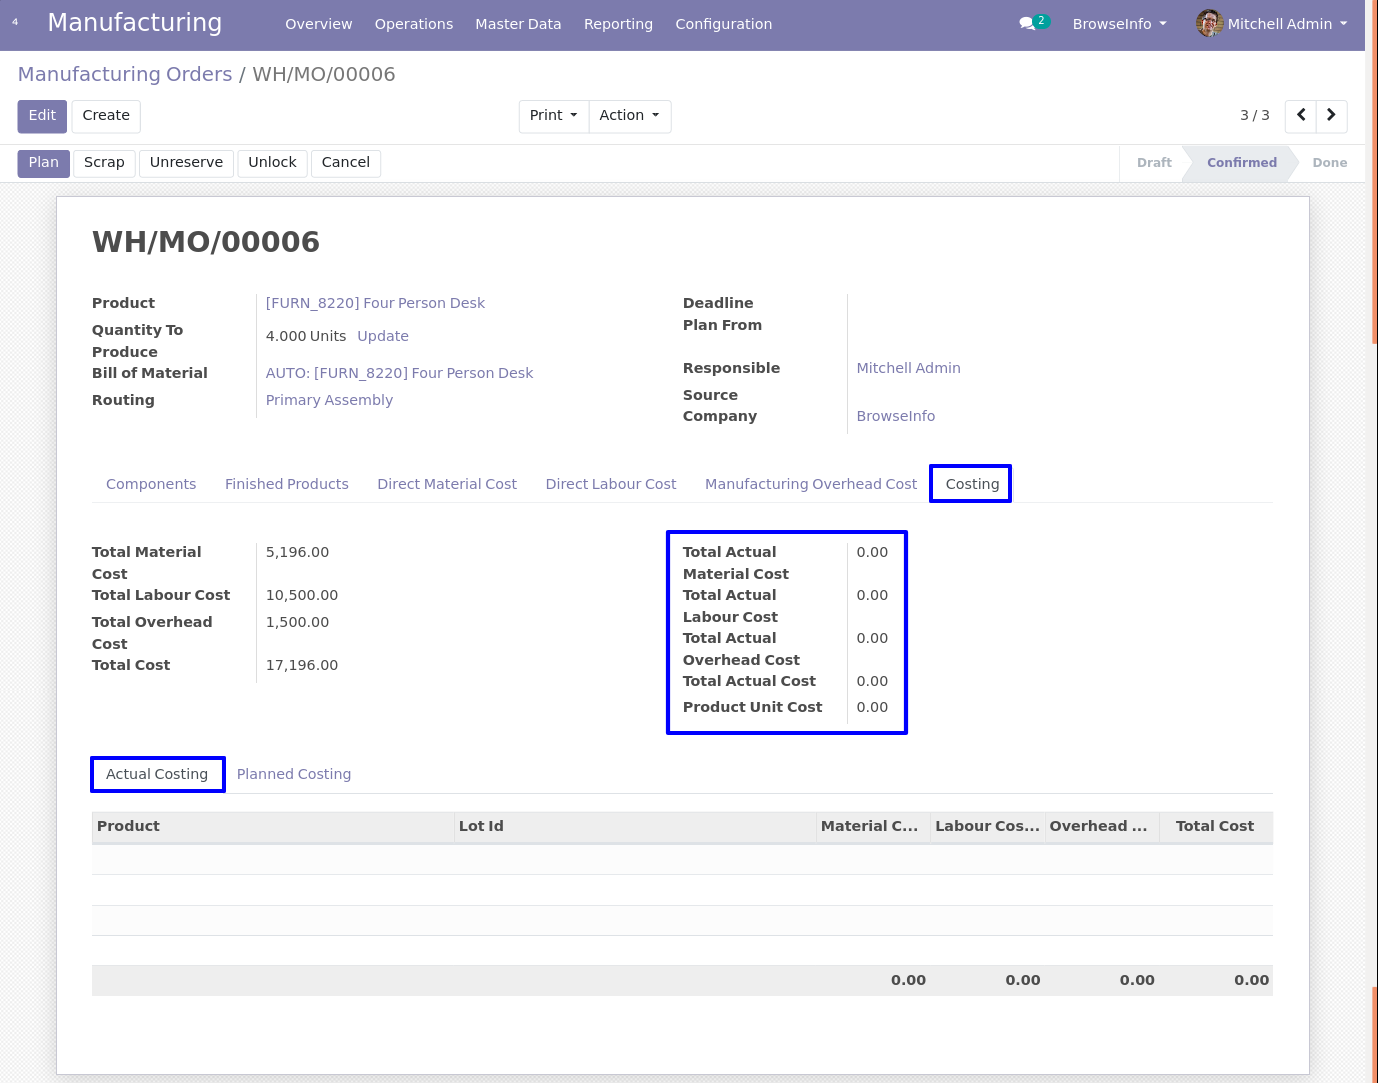 4 Manufacturing Overview Operations Master Data Reporting Configuration 2 BrowseInfo Mitchell Admin
Manufacturing Orders / WH/MO/00006
Edit Create Print Action 3 / 3
Plan Scrap Unreserve Unlock Cancel Draft Confirmed Done
WH/MO/00006
Product [FURN_8220] Four Person Desk
Quantity To
Produce
4.000 Units Update
Bill of Material AUTO: [FURN_8220] Four Person Desk
Routing Primary Assembly
Deadline
Plan From
Responsible Mitchell Admin
Source
Company BrowseInfo
Components Finished Products Direct Material Cost Direct Labour Cost Manufacturing Overhead Cost Costing
Total Material 5,196.00
Cost
Total Labour Cost 10,500.00
Total Overhead 1,500.00
Cost
Total Cost 17,196.00
Total Actual 0.00
Material Cost
Total Actual 0.00
Labour Cost
Total Actual 0.00
Overhead Cost
Total Actual Cost 0.00
Product Unit Cost 0.00
Actual Costing Planned Costing
Product Lot Id Material C... Labour Cos... Overhead ... Total Cost
0.00 0.00 0.00 0.00